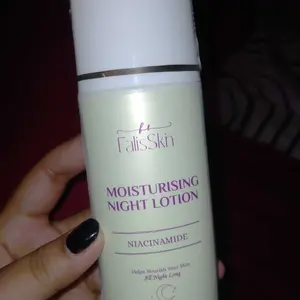 FalisSkin
MOISTURISING
NIGHT LOTION
NIACINAMIDE
Helps Nourish Your Skin
All Night Long